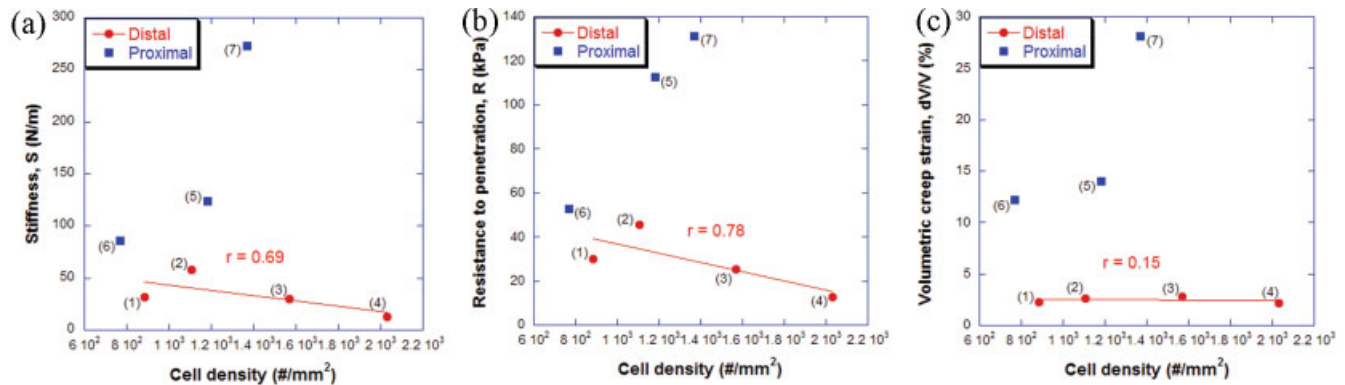 (a)
Stiffness, S (N/m)
300
250
200
150
100
50
0
Distal
Proximal
(7)
(5)
(6)
(2)
(1)
(3)
(4)
r = 0.69
6 10² 8 10² 1 10³ 1.2 10³ 1.4 10³ 1.6 10³ 1.8 10³ 2 10³ 2.2 10³
Cell density (#/mm²)
(b)
Resistance to penetration, R (kPa)
140
120
100
80
60
40
20
0
Distal
Proximal
(7)
(5)
(6)
(2)
(1)
(3)
(4)
r = 0.78
6 10² 8 10² 1 10³ 1.2 10³ 1.4 10³ 1.6 10³ 1.8 10³ 2 10³ 2.2 10³
Cell density (#/mm²)
(c)
Volumetric creep strain, dV/V (%)
30
25
20
15
10
5
0
Distal
Proximal
(7)
(5)
(6)
r = 0.15
(1)
(2)
(3)
(4)
6 10² 8 10² 1 10³ 1.2 10³ 1.4 10³ 1.6 10³ 1.8 10³ 2 10³ 2.2 10³
Cell density (#/mm²)